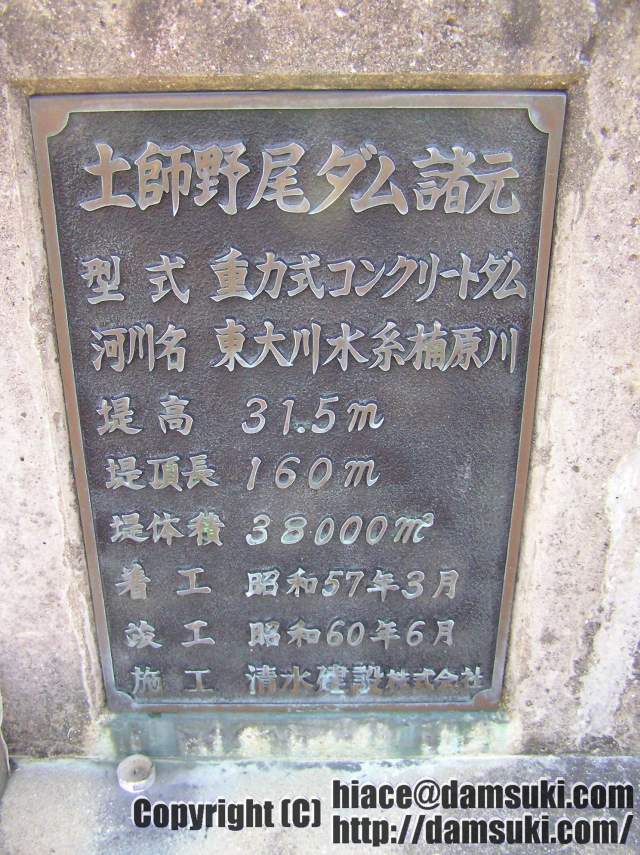 土師野尾ダム諸元
型式 重力式コンクリートダム
河川名 東大川水系楠原川
堤高 31.5m
堤頂長 160m
堤体積 38000m³
着工 昭和57年3月
竣工 昭和60年6月
施工 清水建設株式会社
Copyright (C) hiace@damsuki.com
http://damsuki.com/